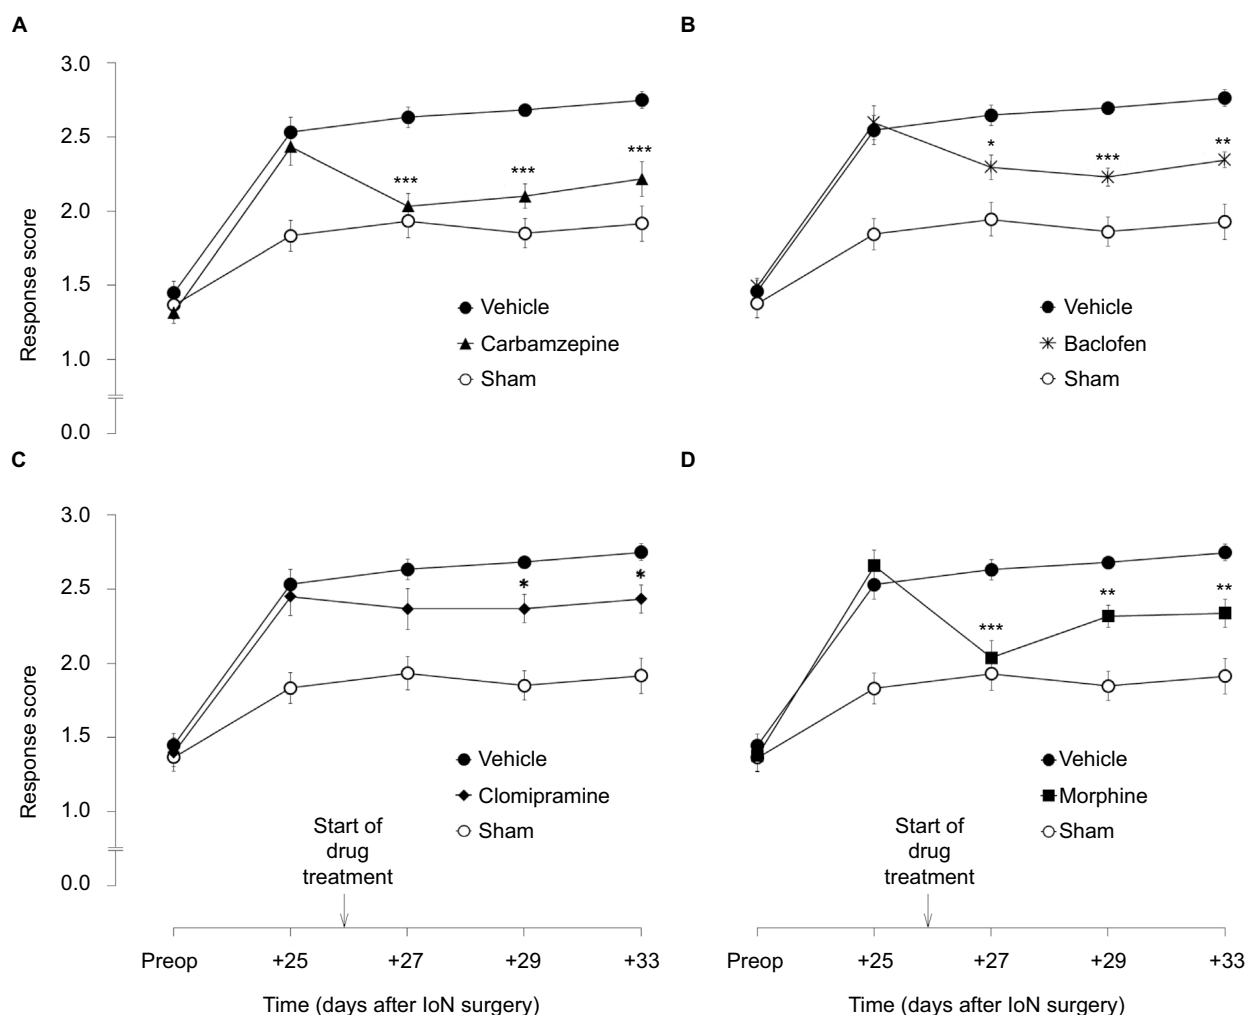 A
B
3.0
2.5
2.0
1.5
1.0
0.0
Response score
***
***
***
Vehicle
Carbamzepine
Sham
*
***
**
Vehicle
Baclofen
Sham
C
D
3.0
2.5
2.0
1.5
1.0
0.0
Response score
*
*
Vehicle
Clomipramine
Sham
Start of
drug
treatment
***
**
**
Vehicle
Morphine
Sham
Start of
drug
treatment
Preop +25 +27 +29 +33
Time (days after IoN surgery)
Preop +25 +27 +29 +33
Time (days after IoN surgery)